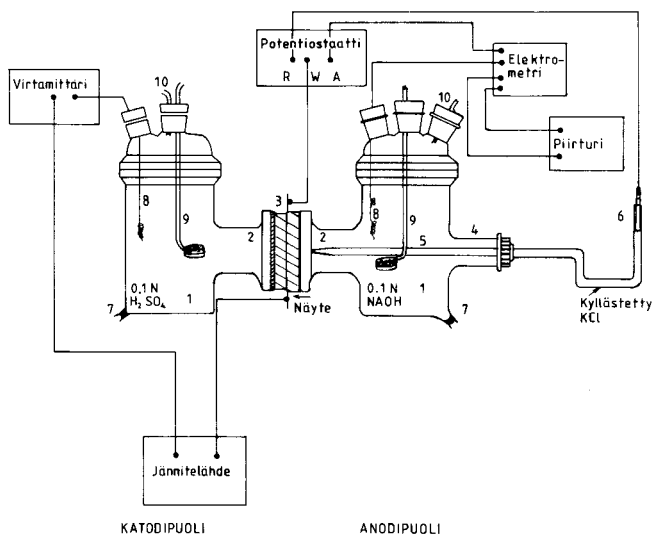 Potentiostaatti
R W A
Elektro-
metri
Virtamittari
10
10
Piirturi
8
9
3
2
2
8
9
5
4
6
0,1 N
H₂SO₄
1
7
Näyte
0.1 N
NAOH
1
7
Kyllästetty
KCl
Jännitelähde
KATODIPUOLI
ANODIPUOLI